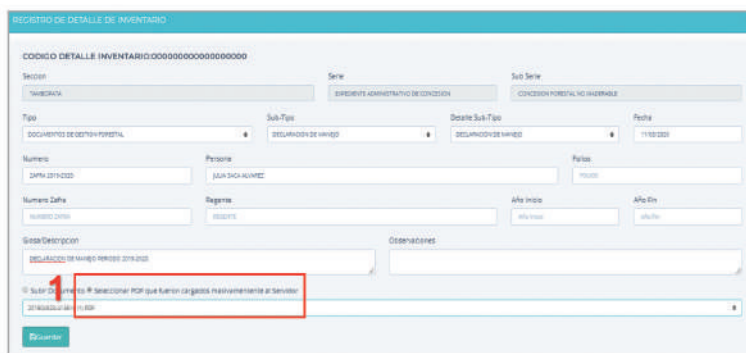 REGISTRO DE DETALLE DE INVENTARIO
CODIGO DETALLE INVENTARIO:000000000000000000
Seccion Serie Sub Serie
TAMBOPATA EXPEDIENTE ADMINISTRATIVO DE CONCESIÓN CONCESION FORESTAL NO MADERABLE
Tipo Sub-Tipo Detalle Sub-Tipo Fecha
DOCUMENTOS DE GESTION FORESTAL DECLARACION DE MANEJO DECLARACION DE MANEJO
Numero Persona Folios
ZAFRA 2019-2020 JULIA SACA ALVAREZ FOLIOS
Numero Zafra Regente Año Inicio Año Fin
NUMERO ZAFRA REGENTE Año Inicio Año Fin
Glosa/Descripcion Observaciones
DECLARACION DE MANEJO PERIODO 2019-2020
1
Subir Documento Seleccionar PDF que fueron cargados masivamente al Servidor
Guardar